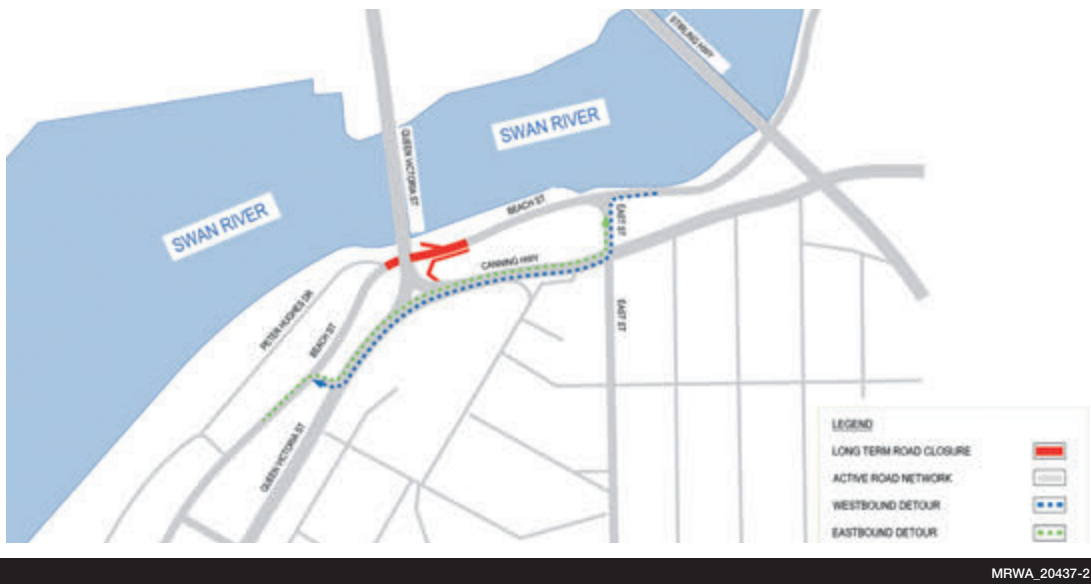 STIRLING HWY
SWAN RIVER
QUEEN VICTORIA ST
SWAN RIVER
BEACH ST
EAST ST
CANNING HWY
PETER HUGHES DR
BEACH ST
EAST ST
QUEEN VICTORIA ST
LEGEND
LONG TERM ROAD CLOSURE
ACTIVE ROAD NETWORK
WESTBOUND DETOUR
EASTBOUND DETOUR
MRWA_20437-2